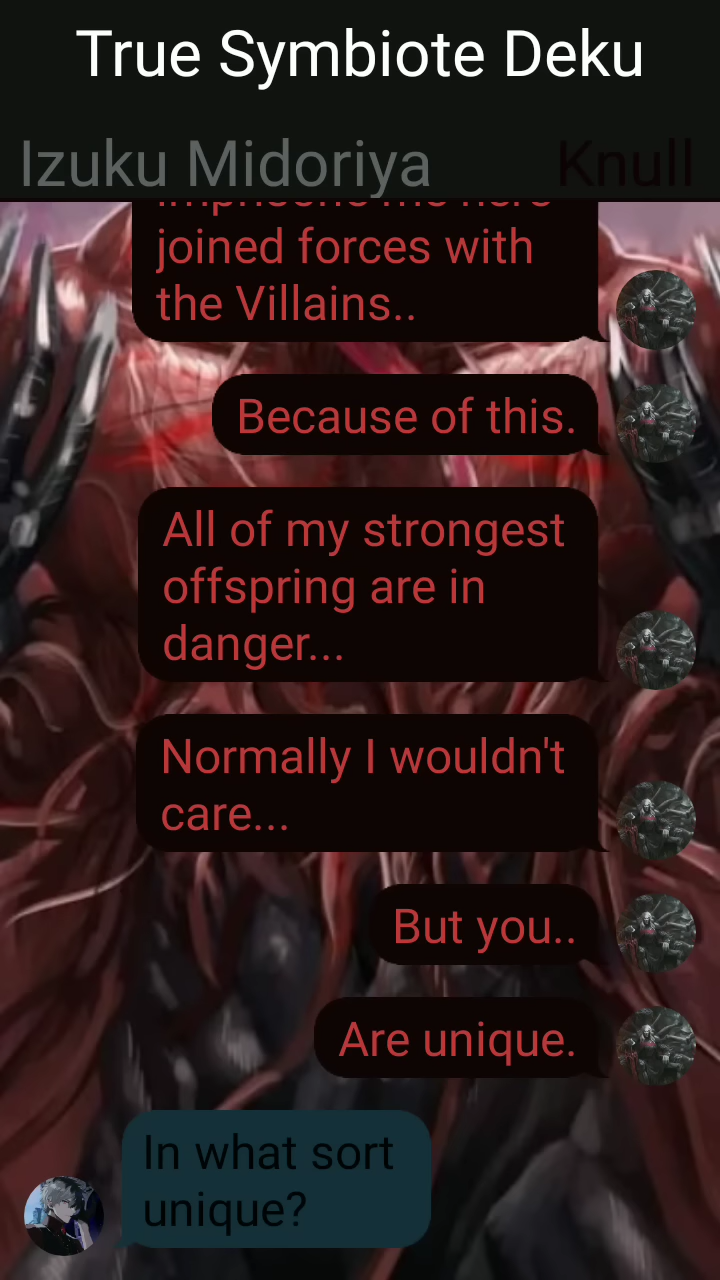 True Symbiote Deku
Izuku Midoriya
Knull
joined forces with
the Villains..
Because of this.
All of my strongest
offspring are in
danger...
Normally I wouldn't
care...
But you..
Are unique.
In what sort
unique?